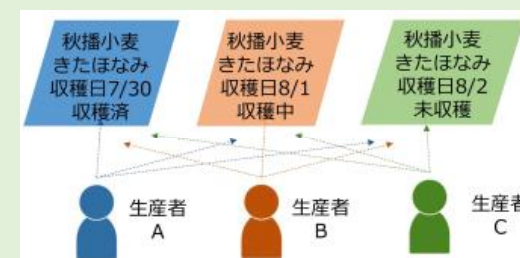 秋播小麦
きたほなみ
収穫日7/30
収穫済
秋播小麦
きたほなみ
収穫日8/1
収穫中
秋播小麦
きたほなみ
収穫日8/2
未収穫
生産者
A
生産者
B
生産者
C